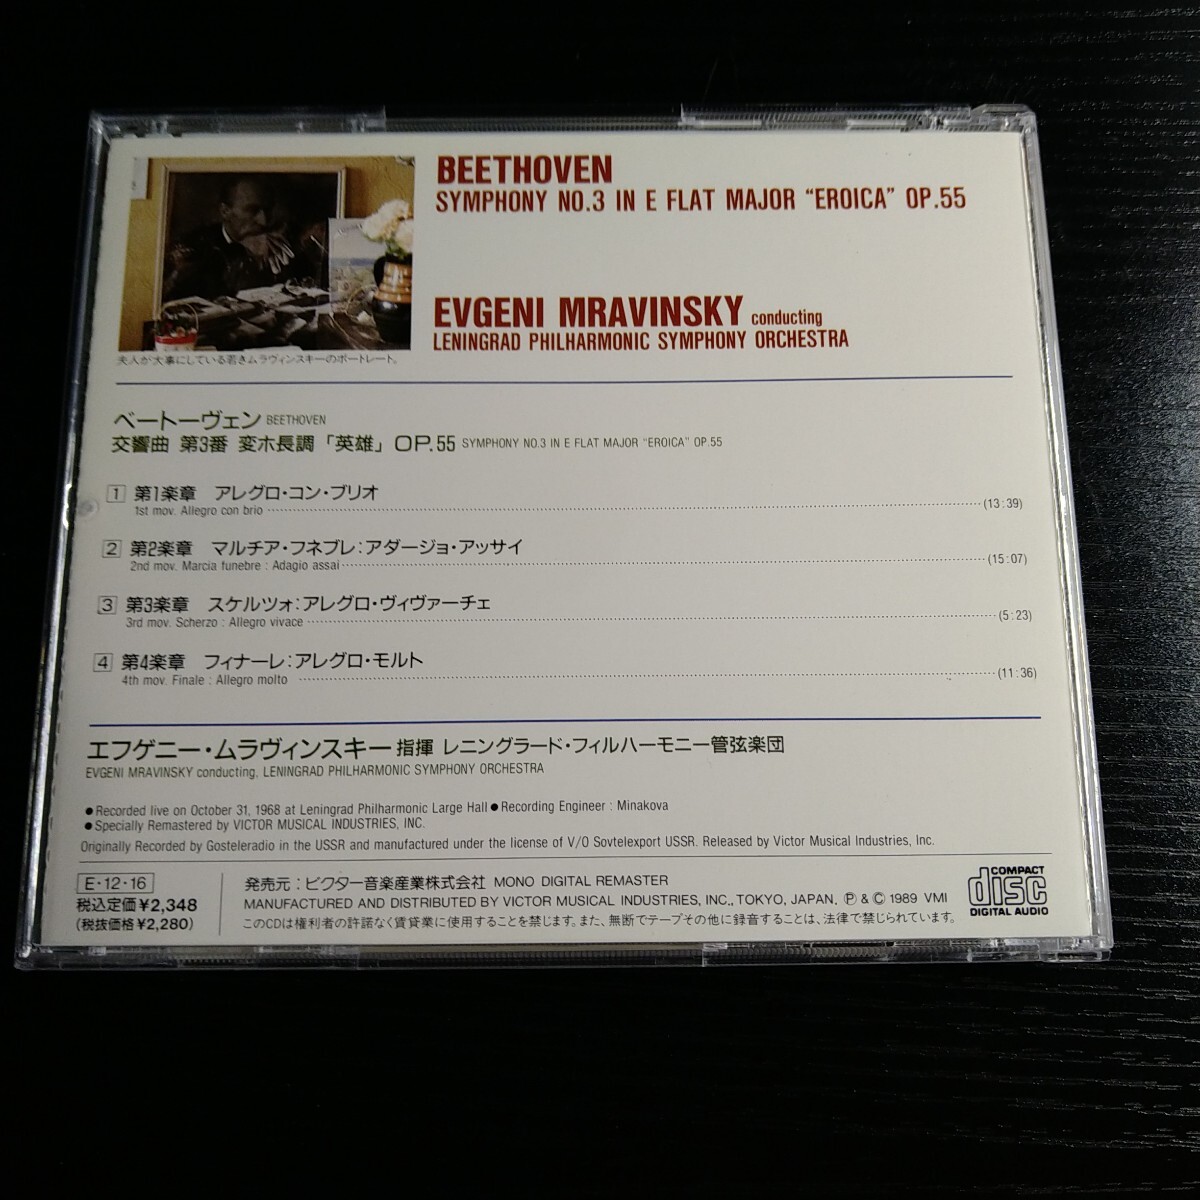 BEETHOVEN
SYMPHONY NO.3 IN E FLAT MAJOR “EROICA” OP.55
EVGENI MRAVINSKY conducting
LENINGRAD PHILHARMONIC SYMPHONY ORCHESTRA
夫人が大事にしている若きムラヴィンスキーのポートレート。
ベートーヴェン BEETHOVEN
交響曲 第3番 変ホ長調「英雄」OP.55 SYMPHONY NO.3 IN E FLAT MAJOR “EROICA” OP.55
1 第1楽章 アレグロ・コン・ブリオ
1st mov. Allegro con brio (13:39)
2 第2楽章 マルチア・フネブレ:アダージョ・アッサイ
2nd mov. Marcia funebre : Adagio assai (15:07)
3 第3楽章 スケルツォ:アレグロ・ヴィヴァーチェ
3rd mov. Scherzo : Allegro vivace (5:23)
4 第4楽章 フィナーレ:アレグロ・モルト
4th mov. Finale : Allegro molto (11:36)
エフゲニー・ムラヴィンスキー指揮 レニングラード・フィルハーモニー管弦楽団
EVGENI MRAVINSKY conducting, LENINGRAD PHILHARMONIC SYMPHONY ORCHESTRA
●Recorded live on October 31, 1968 at Leningrad Philharmonic Large Hall ●Recording Engineer : Minakova
●Specially Remastered by VICTOR MUSICAL INDUSTRIES, INC.
Originally Recorded by Gosteleradio in the USSR and manufactured under the license of V/O Sovtelexport USSR. Released by Victor Musical Industries, Inc.
E・12・16
税込定価¥2,348
(税抜価格¥2,280)
発売元:ビクター音楽産業株式会社 MONO DIGITAL REMASTER
MANUFACTURED AND DISTRIBUTED BY VICTOR MUSICAL INDUSTRIES, INC., TOKYO, JAPAN. Ⓟ & © 1989 VMI
このCDは権利者の許諾なく賃貸業に使用することを禁じます。また、無断でテープその他に録音することは、法律で禁じられています。
COMPACT
disc
DIGITAL AUDIO